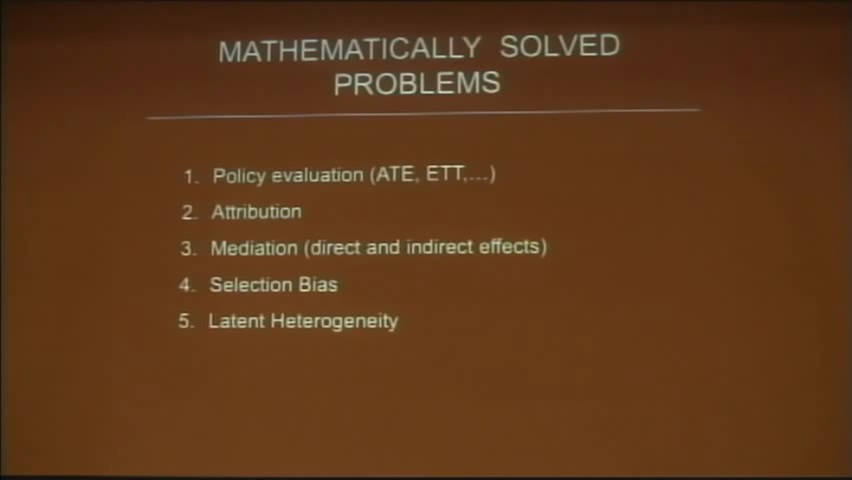 MATHEMATICALLY SOLVED
PROBLEMS
1. Policy evaluation (ATE, ETT,...)
2. Attribution
3. Mediation (direct and indirect effects)
4. Selection Bias
5. Latent Heterogeneity